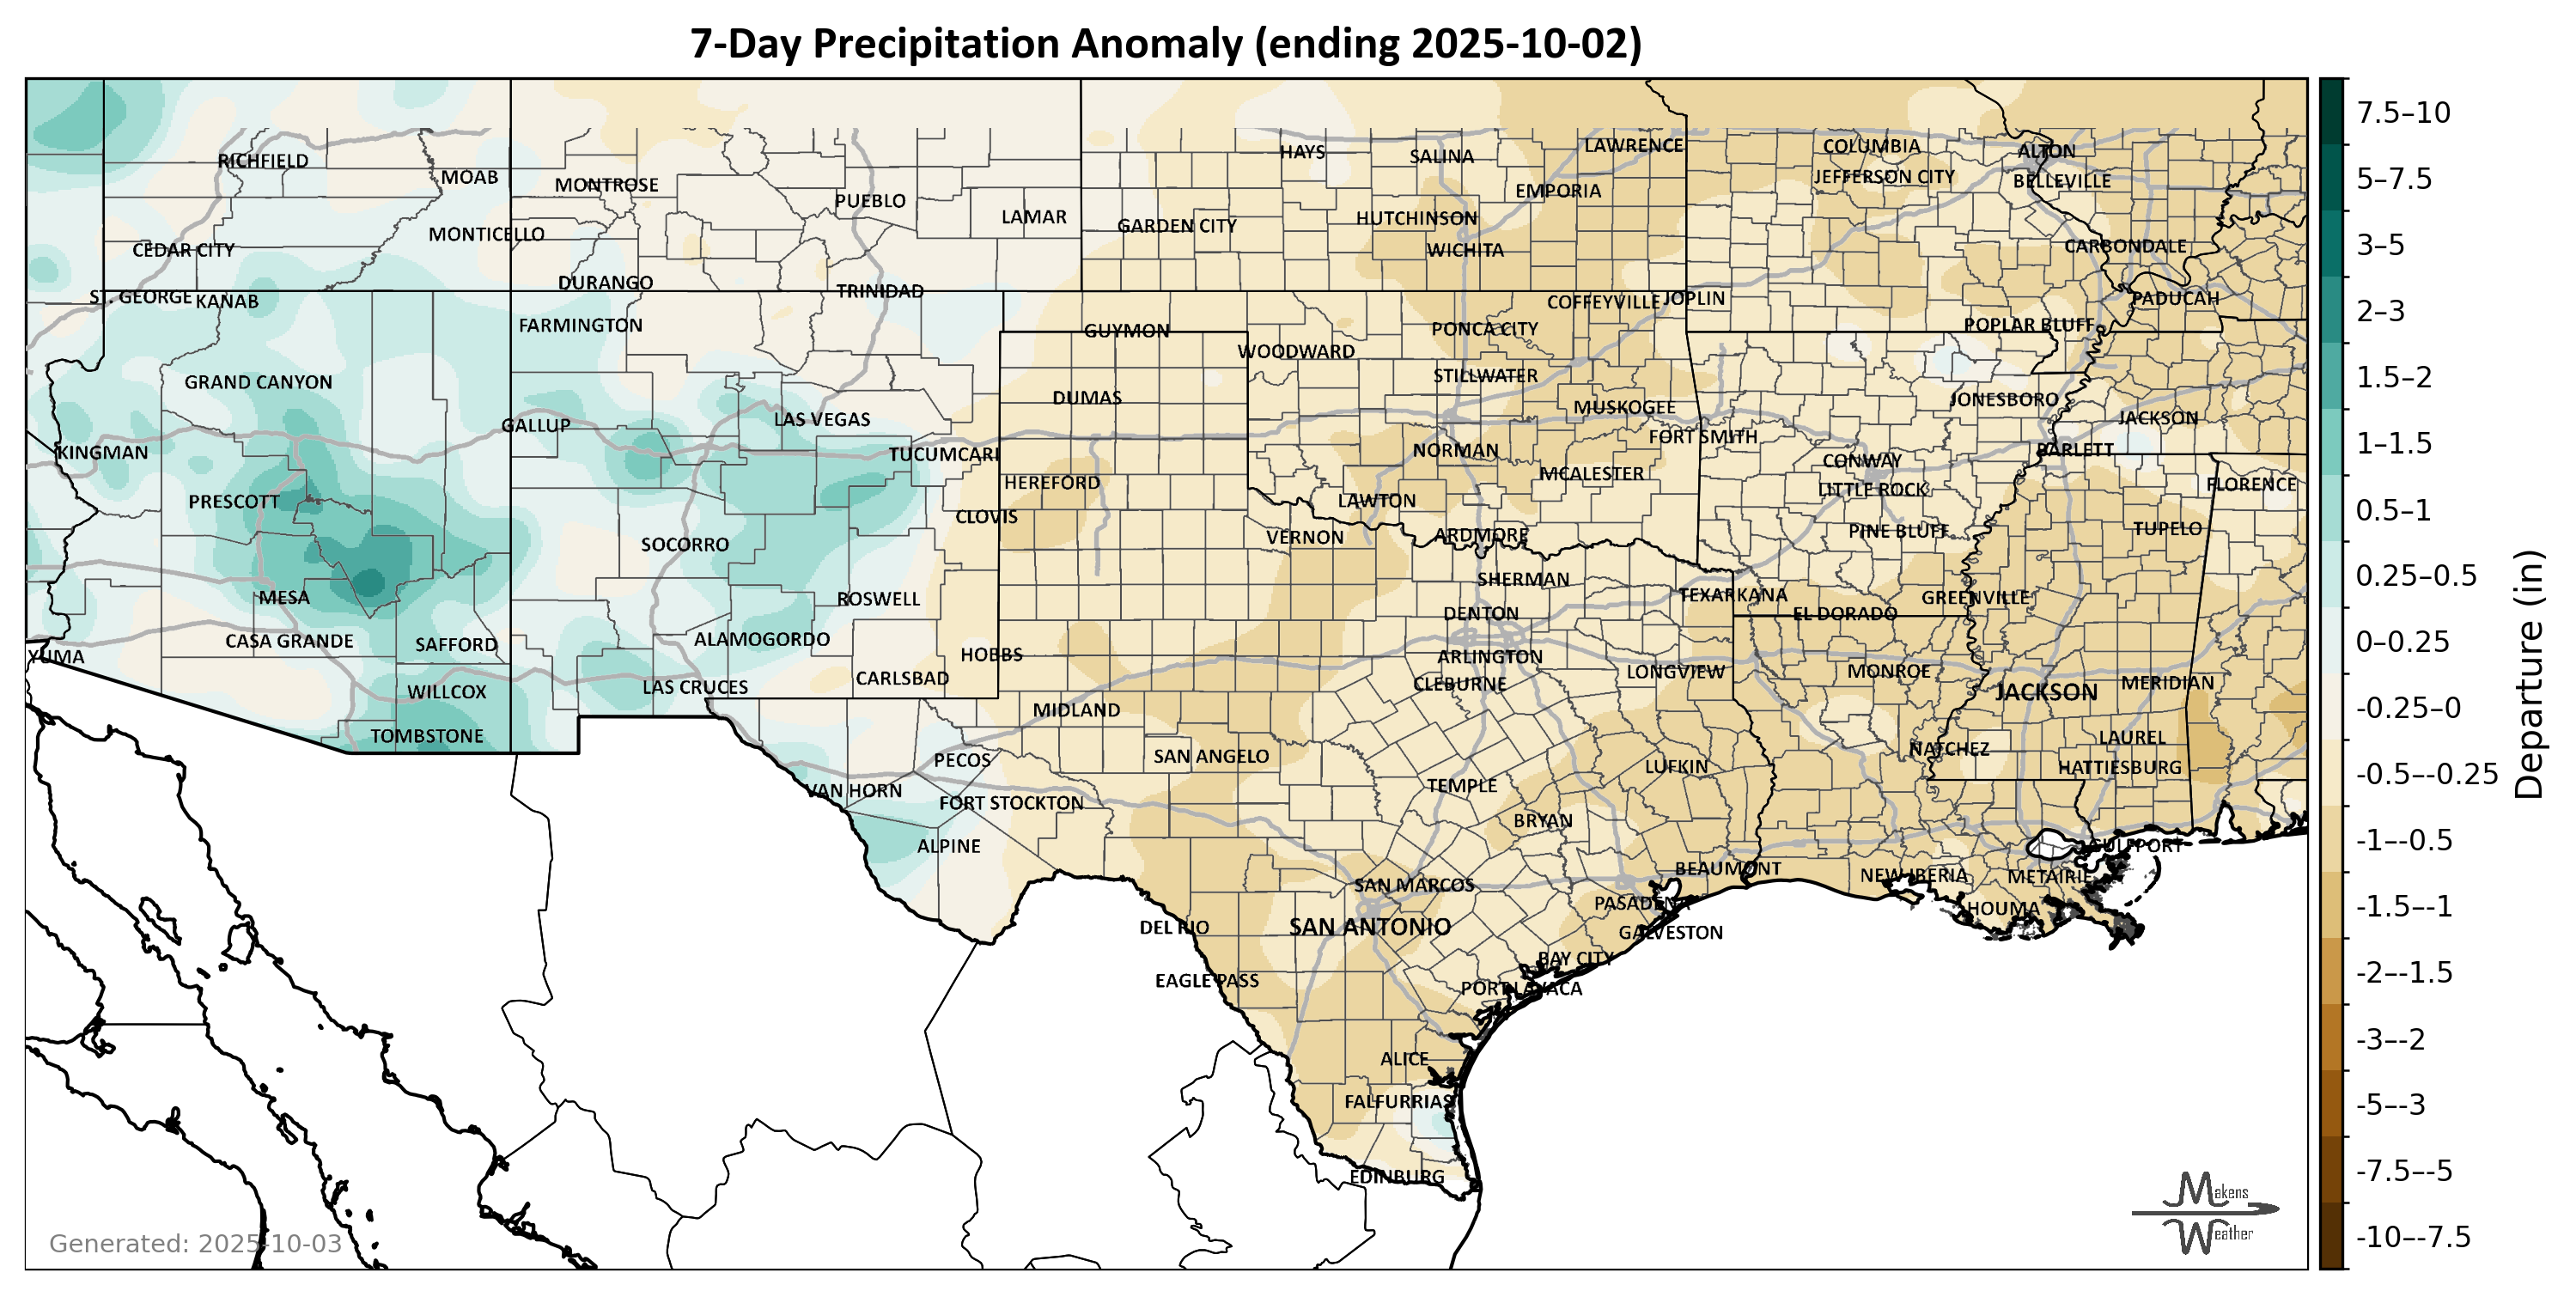 7-Day Precipitation Anomaly (ending 2025-10-02)
RICHFIELD
MOAB
MONTROSE
PUEBLO
LAMAR
HAYS
SALINA
LAWRENCE
COLUMBIA
ALTON
JEFFERSON CITY
BELLEVILLE
EMPORIA
GARDEN CITY
HUTCHINSON
WICHITA
CEDAR CITY
MONTICELLO
CARBONDALE
DURANGO
TRINIDAD
ST. GEORGE
KANAB
FARMINGTON
GUYMON
COFFEYVILLE
JOPLIN
PONCA CITY
POPLAR BLUFF
PADUCAH
WOODWARD
GRAND CANYON
STILLWATER
DUMAS
MUSKOGEE
JONESBORO
JACKSON
GALLUP
LAS VEGAS
FORT SMITH
KINGMAN
TUCUMCARI
NORMAN
BARLETT
CONWAY
MCALESTER
HEREFORD
LITTLE ROCK
FLORENCE
PRESCOTT
LAWTON
CLOVIS
VERNON
ARDMORE
PINE BLUFF
TUPELO
SOCORRO
SHERMAN
MESA
ROSWELL
TEXARKANA
GREENVILLE
DENTON
EL DORADO
CASA GRANDE
SAFFORD
ALAMOGORDO
HOBBS
YUMA
ARLINGTON
LONGVIEW
MONROE
CARLSBAD
CLEBURNE
LAS CRUCES
WILLCOX
JACKSON
MERIDIAN
MIDLAND
TOMBSTONE
LAUREL
NATCHEZ
PECOS
SAN ANGELO
LUFKIN
HATTIESBURG
VAN HORN
TEMPLE
FORT STOCKTON
BRYAN
ALPINE
GULFPORT
BEAUMONT
NEW IBERIA
METAIRIE
SAN MARCOS
PASADENA
HOUMA
DEL RIO
SAN ANTONIO
GALVESTON
BAY CITY
EAGLE PASS
PORT LAVACA
ALICE
FALFURRIAS
EDINBURG
7.5–10
5–7.5
3–5
2–3
1.5–2
1–1.5
0.5–1
0.25–0.5
0–0.25
-0.25–0
-0.5–-0.25
-1–-0.5
-1.5–-1
-2–-1.5
-3–-2
-5–-3
-7.5–-5
-10–-7.5
Departure (in)
Makens
Weather
Generated: 2025-10-03